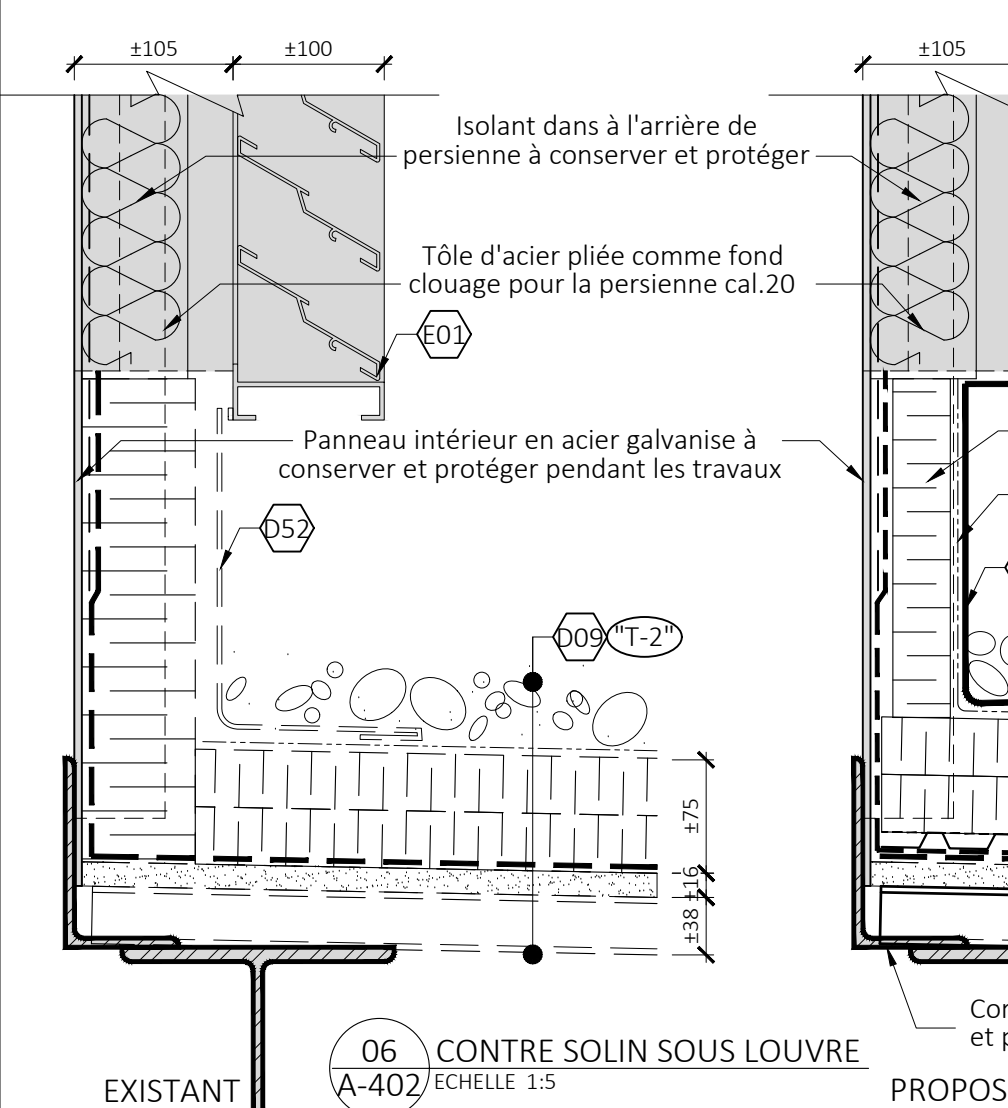 ±105
±100
±105
Isolant dans à l'arrière de
persienne à conserver et protéger
Tôle d'acier pliée comme fond
clouage pour la persienne cal.20
E01
Panneau intérieur en acier galvanise à
conserver et protéger pendant les travaux
D52
D09 "T-2"
±75
±16
±38
06
A-402
CONTRE SOLIN SOUS LOUVRE
ECHELLE 1:5
EXISTANT